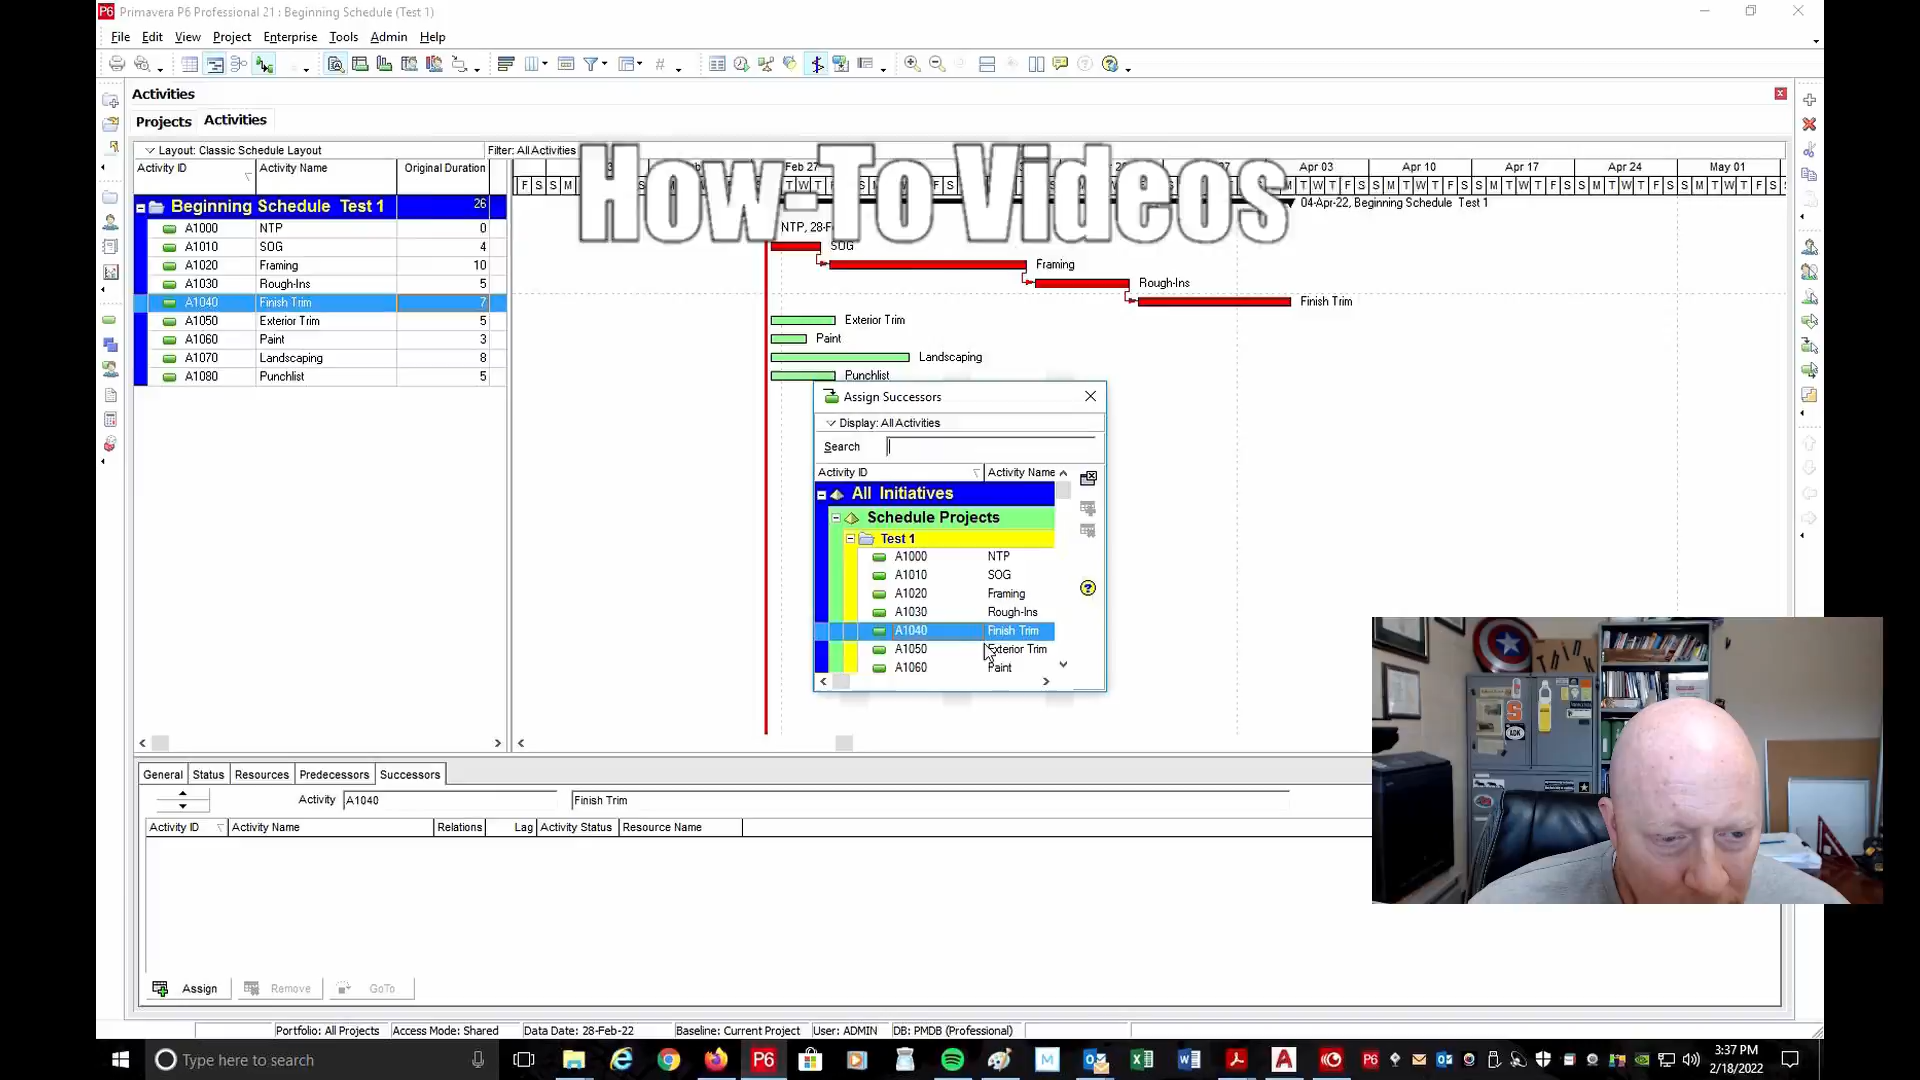 Primavera P6 Professional 21 : Beginning Schedule (Test 1)
File Edit View Project Enterprise Tools Admin Help
Activities
Projects Activities
Layout: Classic Schedule Layout Filter: All Activities
How-To Videos
Activity ID Activity Name Original Duration
Feb 27 Apr 03 Apr 10 Apr 17 Apr 24 May 01
Beginning Schedule Test 1 26
04-Apr-22, Beginning Schedule Test 1
A1000 NTP 0
NTP, 28-Fe
A1010 SOG 4
SOG
A1020 Framing 10
Framing
A1030 Rough-Ins 5
Rough-Ins
A1040 Finish Trim 7
Finish Trim
A1050 Exterior Trim 5
Exterior Trim
A1060 Paint 3
Paint
A1070 Landscaping 8
Landscaping
A1080 Punchlist 5
Punchlist
Assign Successors
Display: All Activities
Search
Activity ID Activity Name
All Initiatives
Schedule Projects
Test 1
A1000 NTP
A1010 SOG
A1020 Framing
A1030 Rough-Ins
A1040 Finish Trim
A1050 Exterior Trim
A1060 Paint
THINK
S
ADK
General Status Resources Predecessors Successors
Activity A1040 Finish Trim
Activity ID Activity Name Relations Lag Activity Status Resource Name
Assign Remove GoTo
Portfolio: All Projects Access Mode: Shared Data Date: 28-Feb-22 Baseline: Current Project User: ADMIN DB: PMDB (Professional)
Type here to search
3:37 PM
2/18/2022